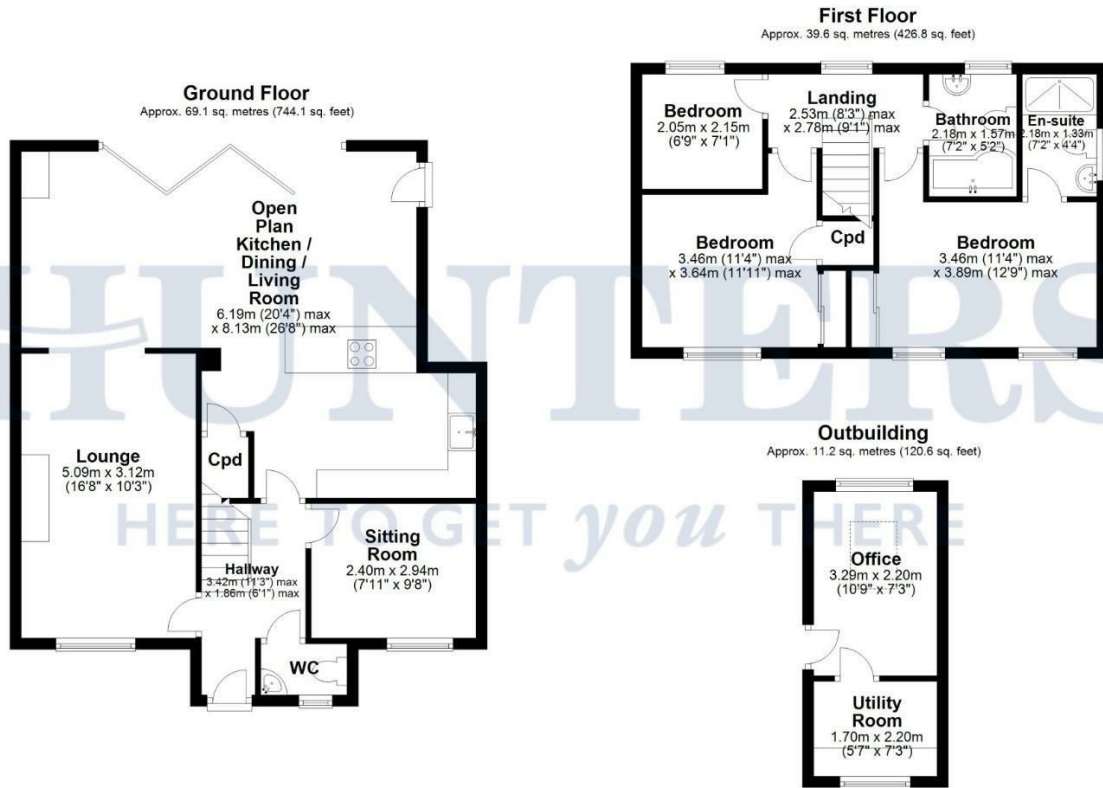 Ground Floor
Approx. 69.1 sq. metres (744.1 sq. feet)
Open
Plan
Kitchen /
Dining /
Living
Room
6.19m (20'4") max
x 8.13m (26'8") max
Lounge
5.09m x 3.12m
(16'8" x 10'3")
Cpd
Hallway
3.42m (11'3") max
x 1.86m (6'1") max
Sitting
Room
2.40m x 2.94m
(7'11" x 9'8")
WC
First Floor
Approx. 39.6 sq. metres (426.8 sq. feet)
Bedroom
2.05m x 2.15m
(6'9" x 7'1")
Landing
2.53m (8'3") max
x 2.78m (9'1") max
Bathroom
2.18m x 1.57m
(7'2" x 5'2")
En-suite
2.18m x 1.33m
(7'2" x 4'4")
Bedroom
3.46m (11'4") max
x 3.64m (11'11") max
Cpd
Bedroom
3.46m (11'4") max
x 3.89m (12'9") max
Outbuilding
Approx. 11.2 sq. metres (120.6 sq. feet)
Office
3.29m x 2.20m
(10'9" x 7'3")
Utility
Room
1.70m x 2.20m
(5'7" x 7'3")
HUNTERS
HERE TO GET you THERE